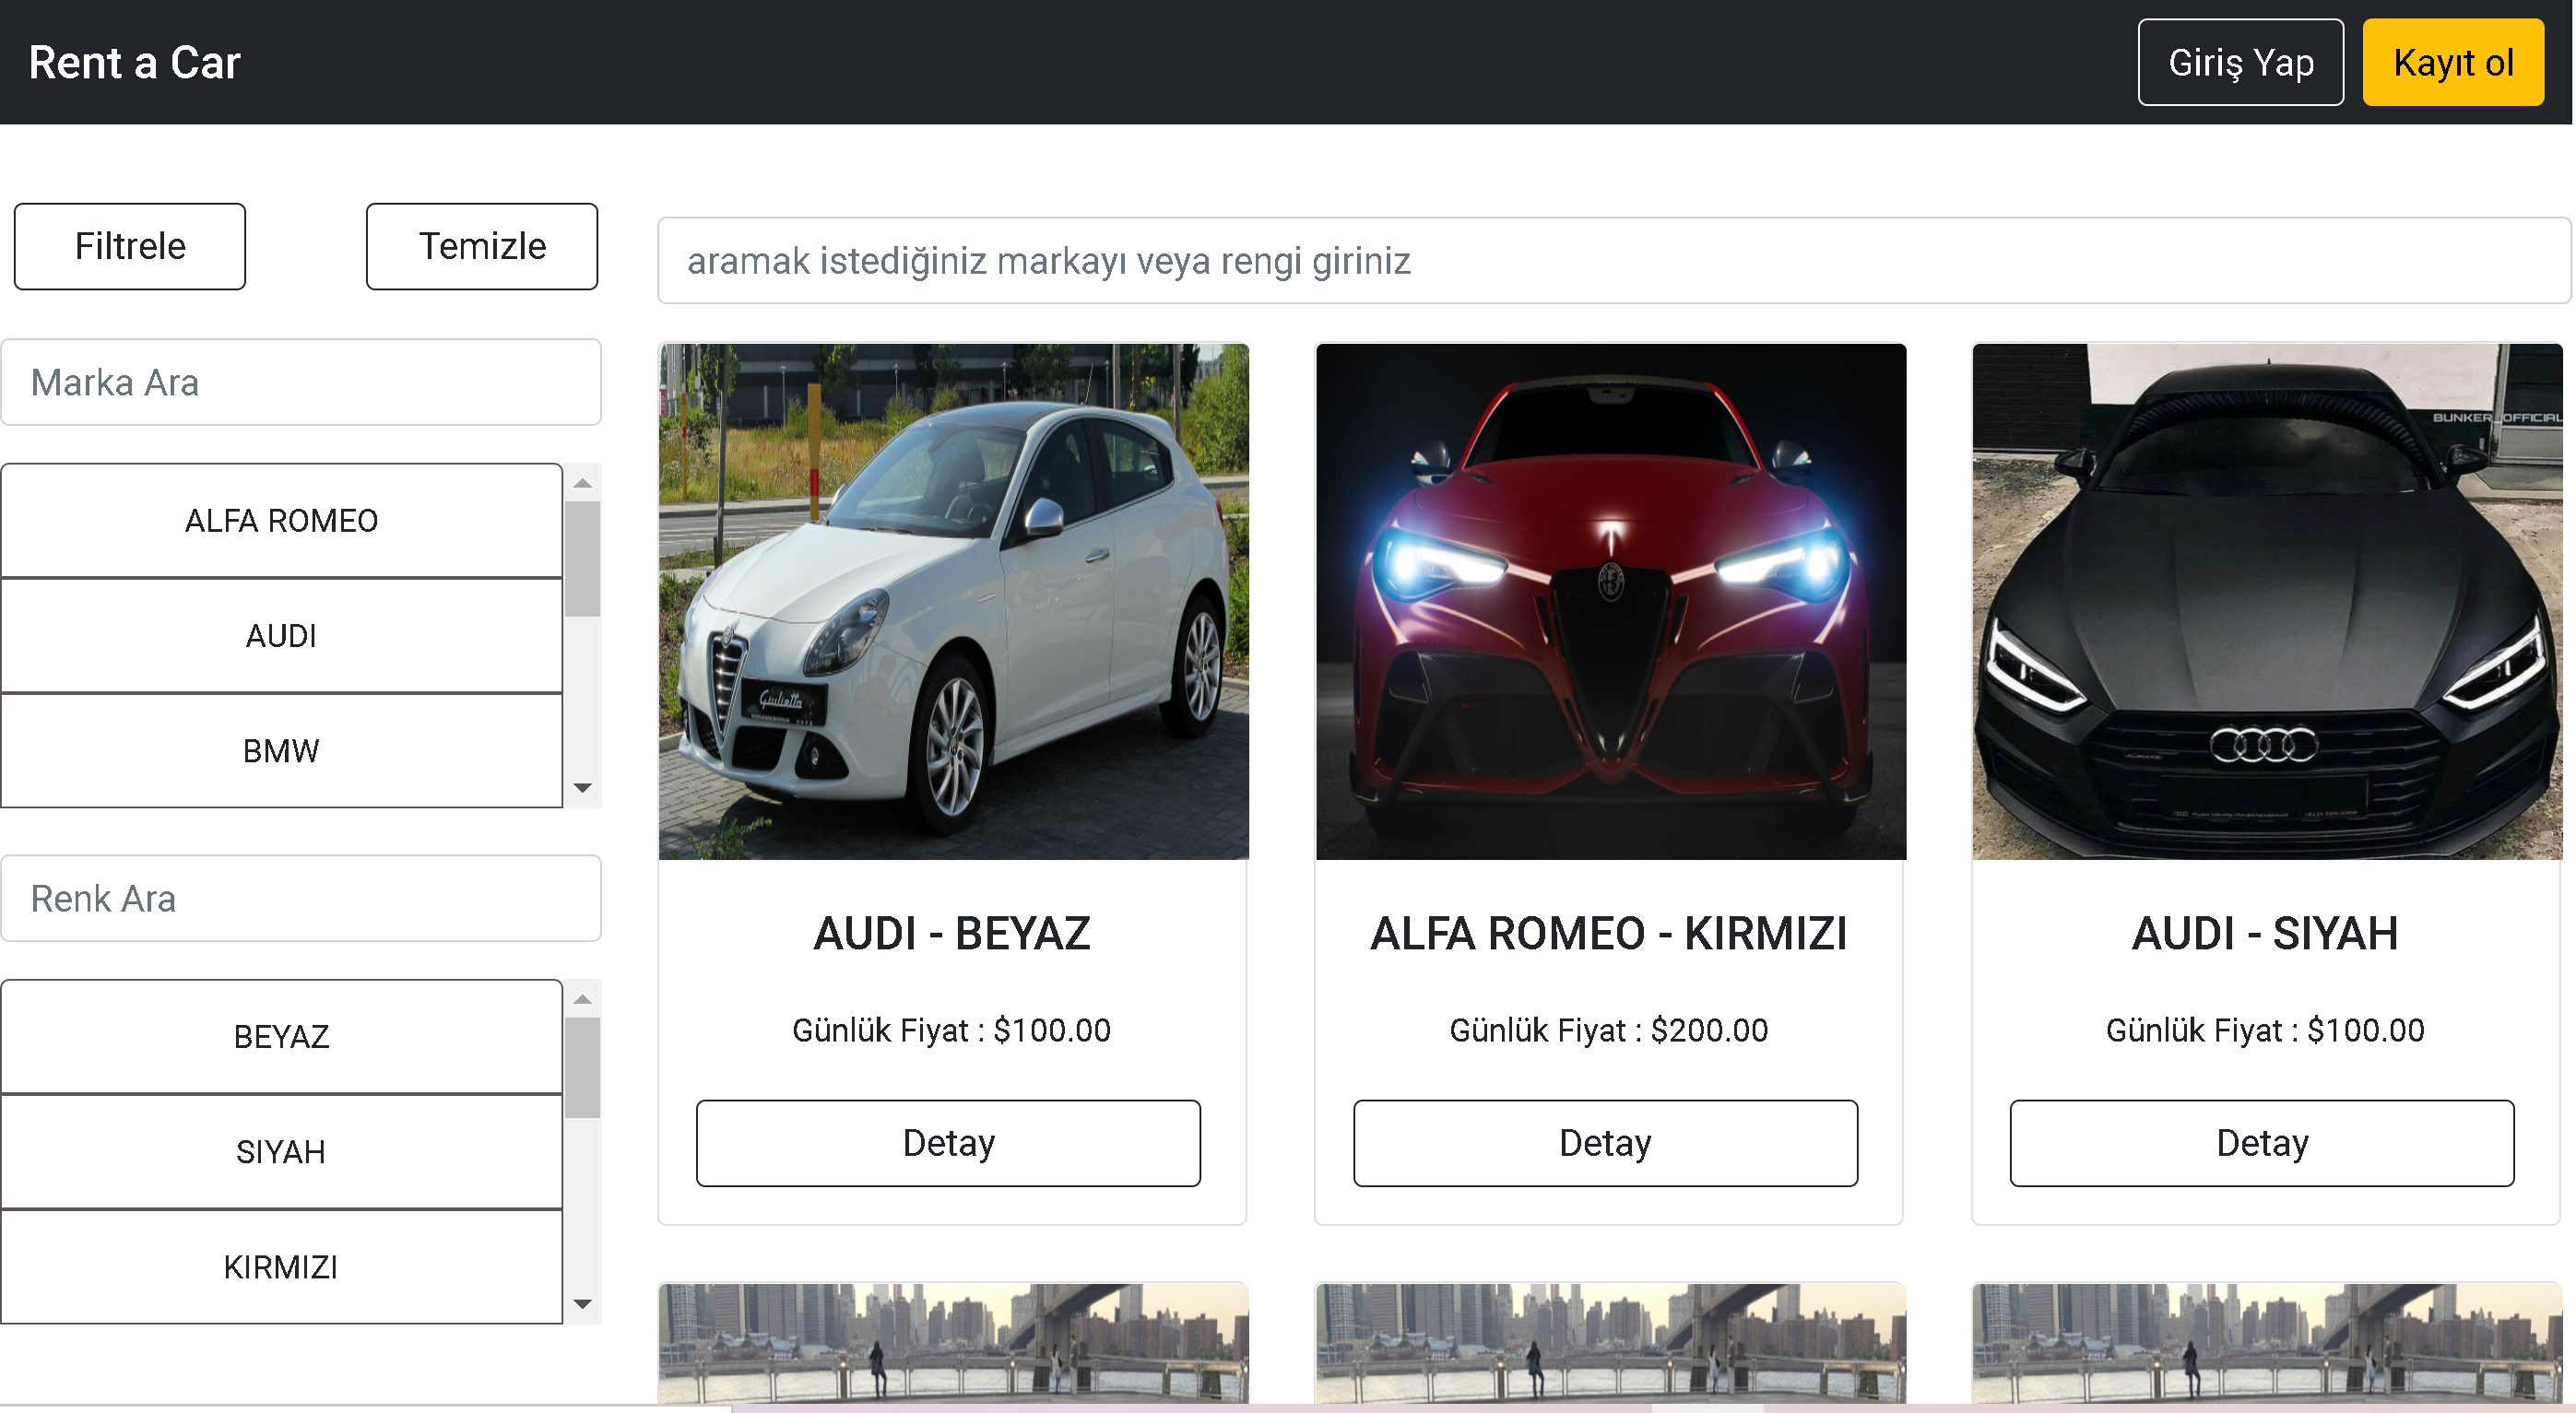 Rent a Car
Giriş Yap
Kayıt ol
Filtrele
Temizle
aramak istediğiniz markayı veya rengi giriniz
Marka Ara
ALFA ROMEO
AUDI
BMW
Renk Ara
BEYAZ
SIYAH
KIRMIZI
Giulietta
AUDI - BEYAZ
Günlük Fiyat : $100.00
Detay
ALFA ROMEO - KIRMIZI
Günlük Fiyat : $200.00
Detay
BUNKER_OFFICIAL
AUDI - SIYAH
Günlük Fiyat : $100.00
Detay